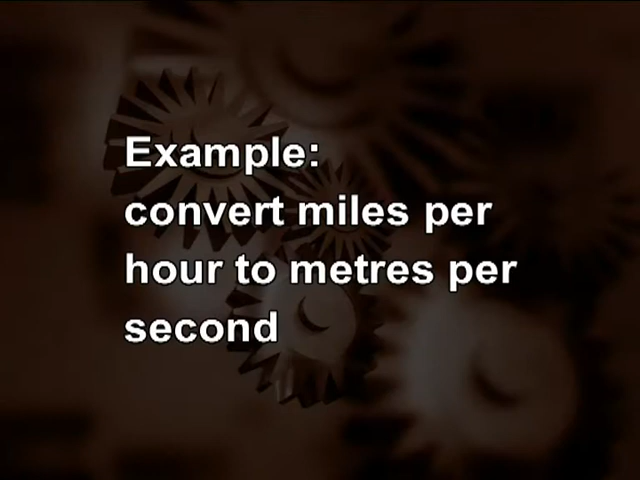 Example:
convert miles per
hour to metres per
second